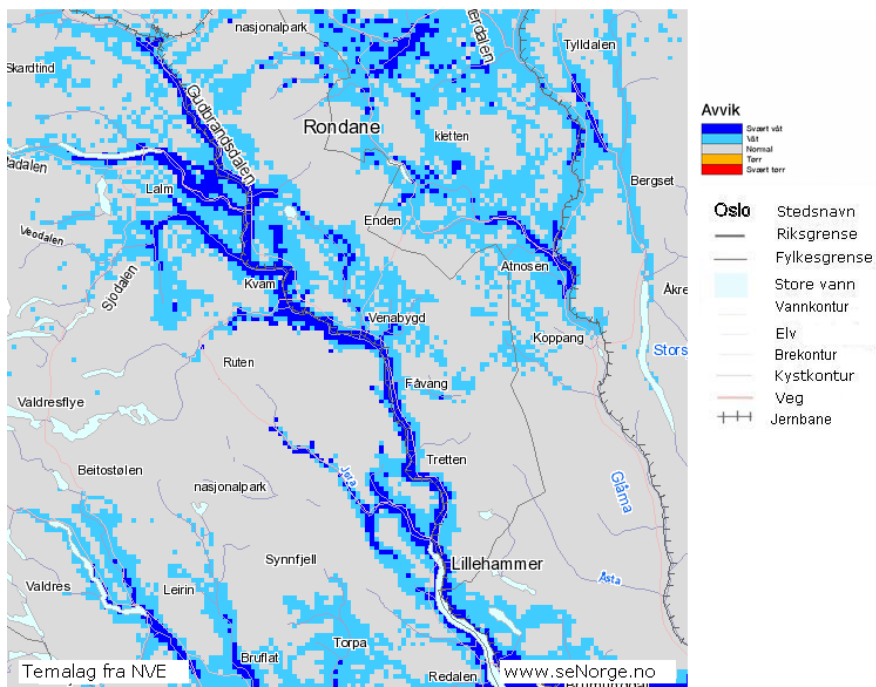 nasjonalpark
Tylldalen
Skardtind
Gudbrandsdalen
Rondane
kletten
Lalm
Bergset
Enden
Veodalen
Sjodalen
Atnosen
Kvam
Åkre
Venabygd
Koppang
Stors
Ruten
Fåvang
Valdresflye
Tretten
Beitostølen
nasjonalpark
Jora
Glåma
Synnfjell
Lillehammer
Åsta
Valdres
Leirin
Torpa
Bruflat
Redalen
Temalag fra NVE
www.seNorge.no
Avvik
Svært våt
Våt
Normal
Tørr
Svært tørr
Oslo Stedsnavn
Riksgrense
Fylkesgrense
Store vann
Vannkontur
Elv
Brekontur
Kystkontur
Veg
Jernbane